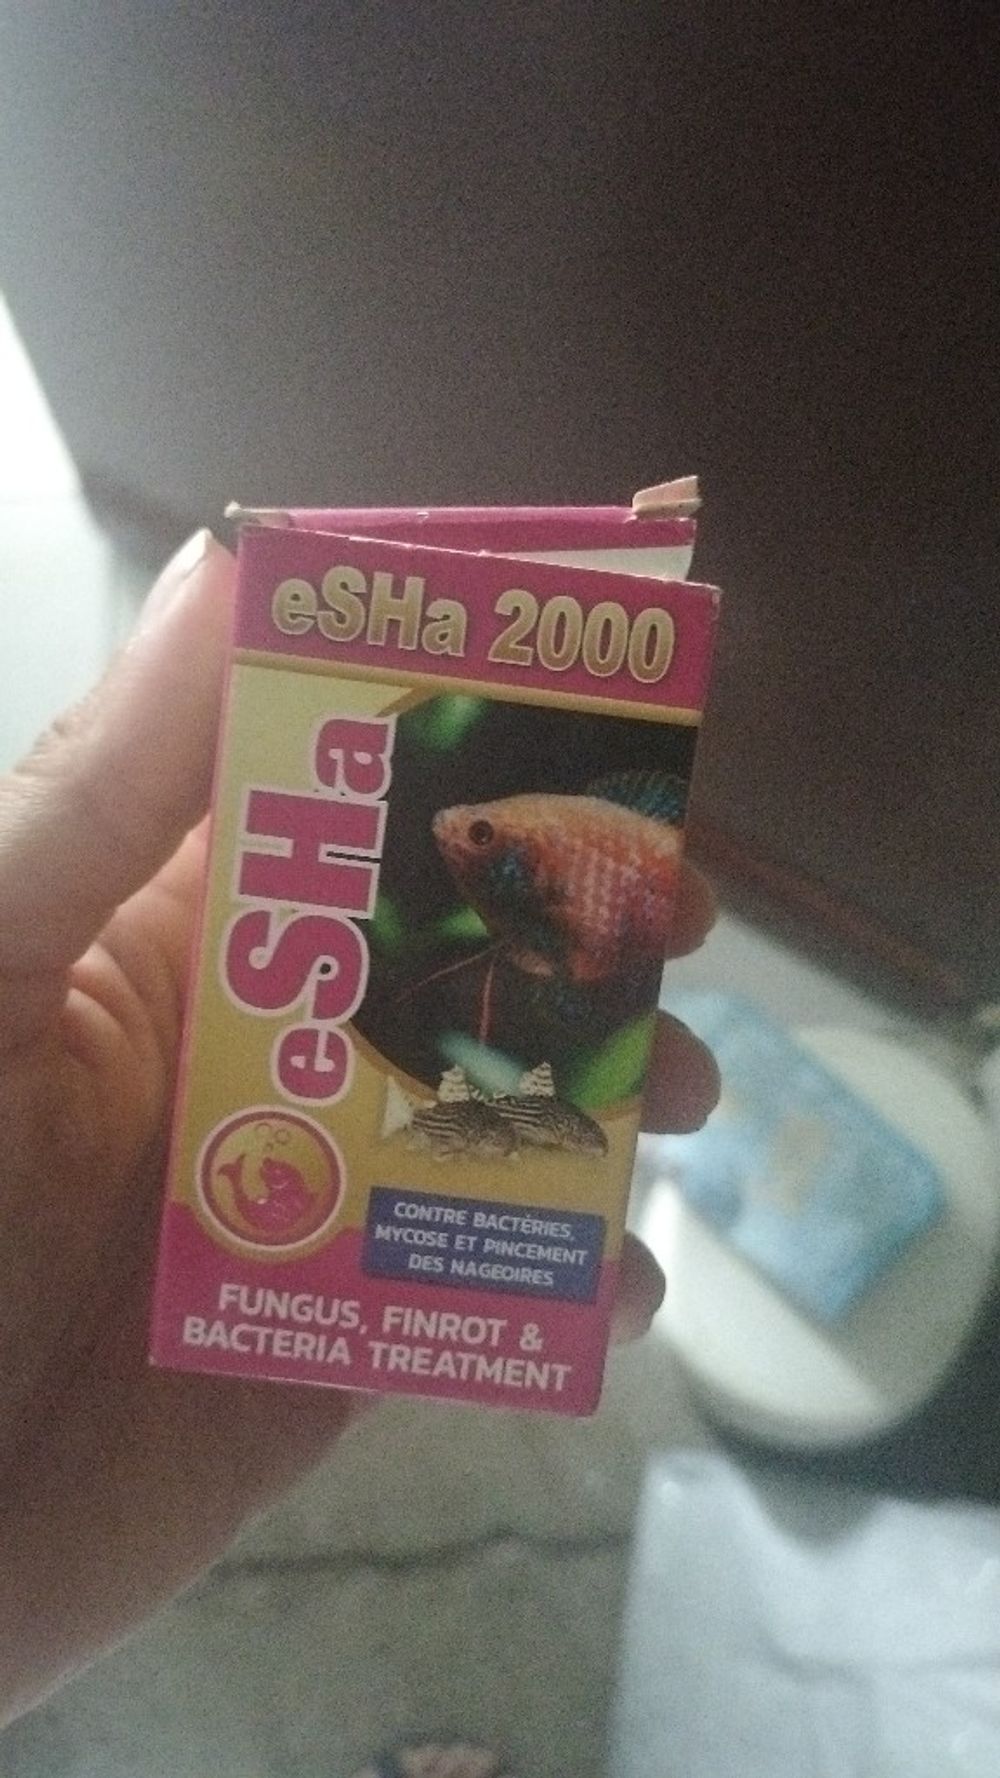 eSHa 2000
eSHa
CONTRE BACTÉRIES,
MYCOSE ET PINCEMENT
DES NAGEOIRES
FUNGUS, FINROT &
BACTERIA TREATMENT